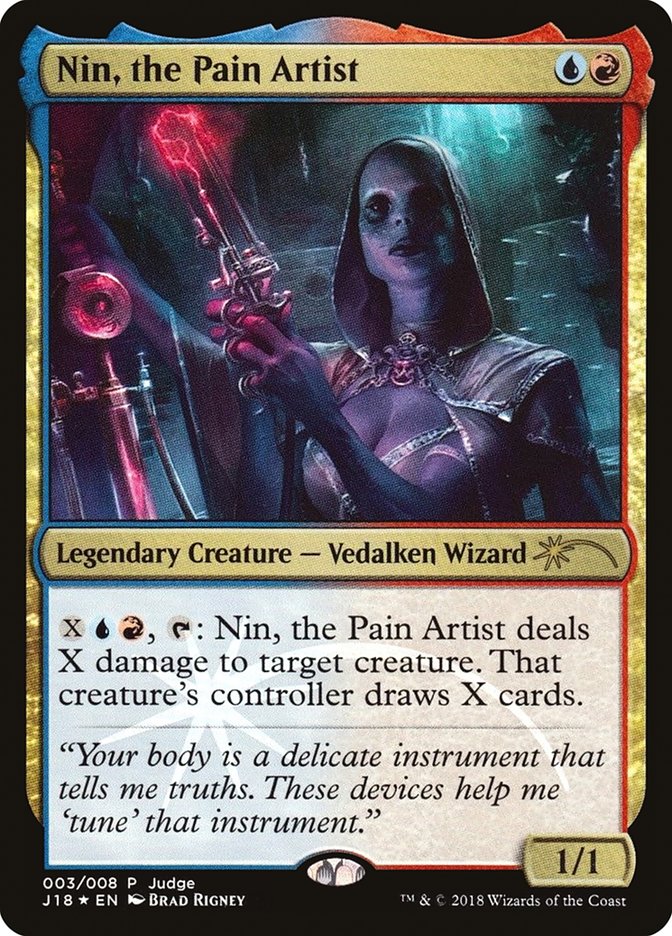 Nin, the Pain Artist
Legendary Creature — Vedalken Wizard
X, : Nin, the Pain Artist deals
X damage to target creature. That
creature's controller draws X cards.
“Your body is a delicate instrument that
tells me truths. These devices help me
‘tune’ that instrument.”
1/1
003/008 P Judge
J18 ★ EN Brad Rigney
™ & © 2018 Wizards of the Coast